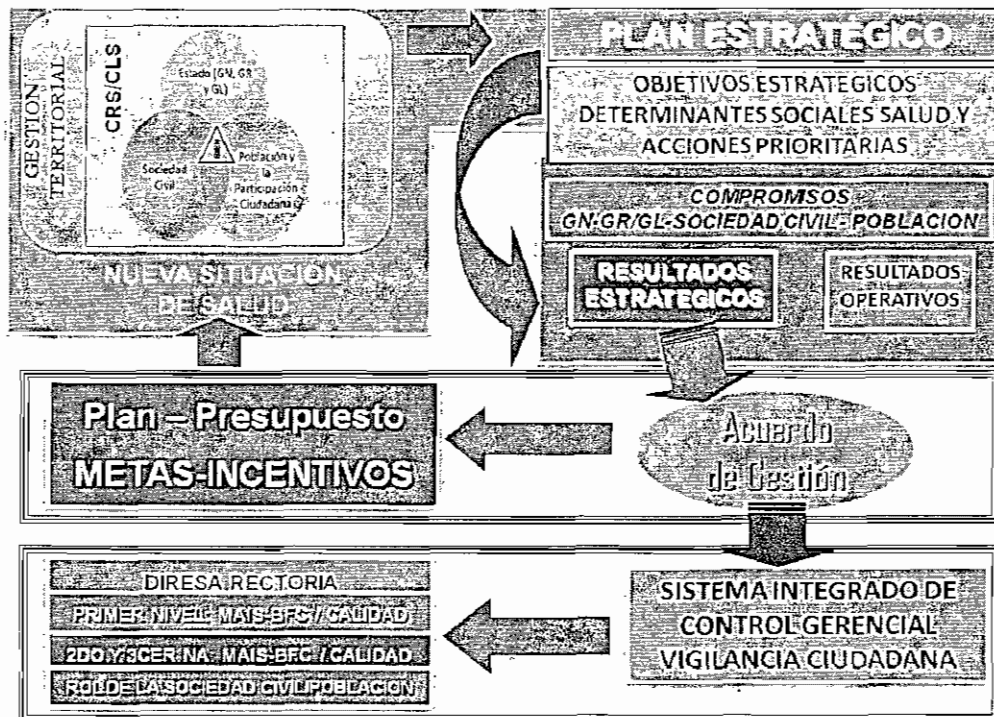 GESTION
TERRITORIAL
CRS/CLS
Estado (GN, GR
y GL)
Sociedad
Civil
Población y
la
Participación
Ciudadana
NUEVA SITUACION
DE SALUD
PLAN ESTRATÉGICO
OBJETIVOS ESTRATEGICOS
DETERMINANTES SOCIALES SALUD Y
ACCIONES PRIORITARIAS
COMPROMISOS
GN-GR/GL-SOCIEDAD CIVIL- POBLACION
RESULTADOS
ESTRATEGICOS
RESULTADOS
OPERATIVOS
Plan – Presupuesto
METAS-INCENTIVOS
Acuerdo
de Gestión
DIRESA RECTORIA
PRIMER NIVEL: MAIS-BFC / CALIDAD
2DO Y MAIS-BFC / CALIDAD
ROL DE LA SOCIEDAD CIVIL/POBLACION
SISTEMA INTEGRADO DE
CONTROL GERENCIAL
VIGILANCIA CIUDADANA